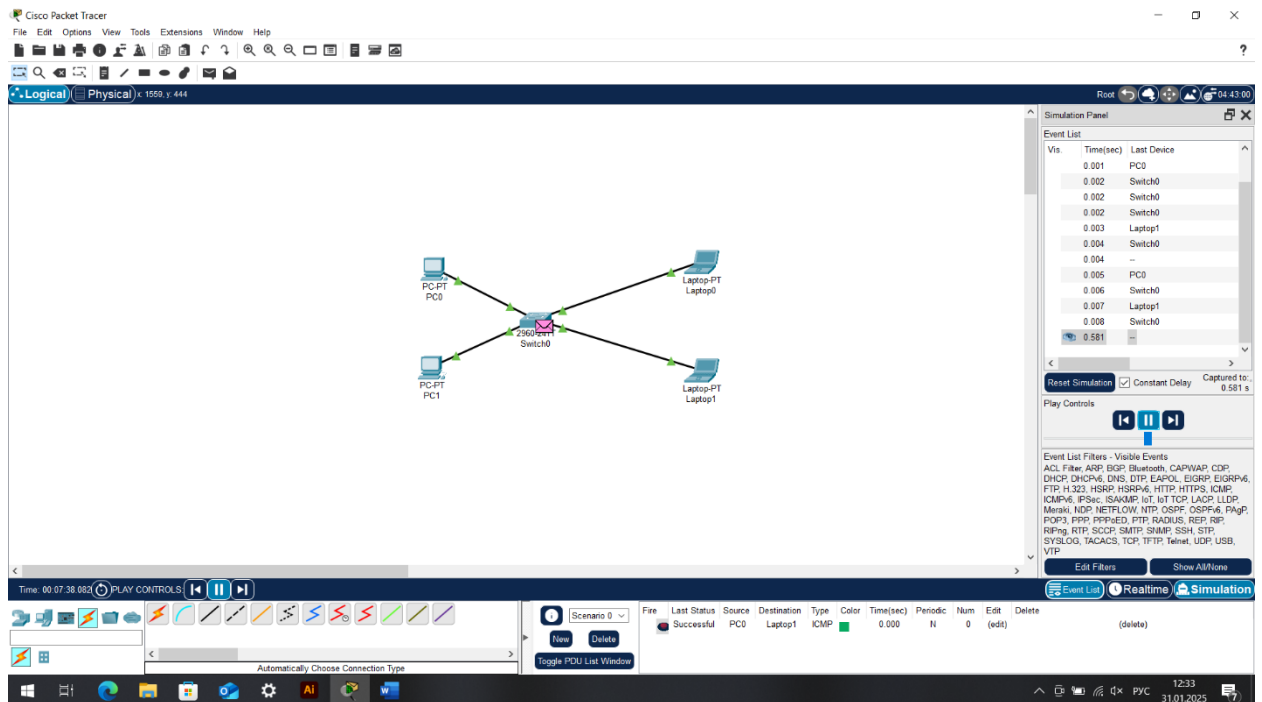 Cisco Packet Tracer
File Edit Options View Tools Extensions Window Help
?
Logical Physical x: 1559, y: 444 Root 04:43:00
Simulation Panel
Event List
Vis. Time(sec) Last Device
0.001 PC0
0.002 Switch0
0.002 Switch0
0.002 Switch0
0.003 Laptop1
0.004 Switch0
0.004 --
0.005 PC0
0.006 Switch0
0.007 Laptop1
0.008 Switch0
0.581 --
Reset Simulation Constant Delay Captured to:
0.581 s
Play Controls
Event List Filters - Visible Events
ACL Filter, ARP, BGP, Bluetooth, CAPWAP, CDP,
DHCP, DHCPv6, DNS, DTP, EAPOL, EIGRP, EIGRPv6,
FTP, H.323, HSRP, HSRPv6, HTTP, HTTPS, ICMP,
ICMPv6, IPSec, ISAKMP, IoT, IoT TCP, LACP, LLDP,
Meraki, NDP, NETFLOW, NTP, OSPF, OSPFv6, PAgP,
POP3, PPP, PPPoED, PTP, RADIUS, REP, RIP,
RIPng, RTP, SCCP, SMTP, SNMP, SSH, STP,
SYSLOG, TACACS, TCP, TFTP, Telnet, UDP, USB,
VTP
Edit Filters Show All/None
PC-PT
PC0
Laptop-PT
Laptop0
Switch0
PC-PT
PC1
Laptop-PT
Laptop1
Time: 00:07:38.082 PLAY CONTROLS: Event List Realtime Simulation
Scenario 0
New Delete
Toggle PDU List Window
Fire Last Status Source Destination Type Color Time(sec) Periodic Num Edit Delete
Successful PC0 Laptop1 ICMP 0.000 N 0 (edit) (delete)
Automatically Choose Connection Type
Ai
РУС
12:33
31.01.2025
7